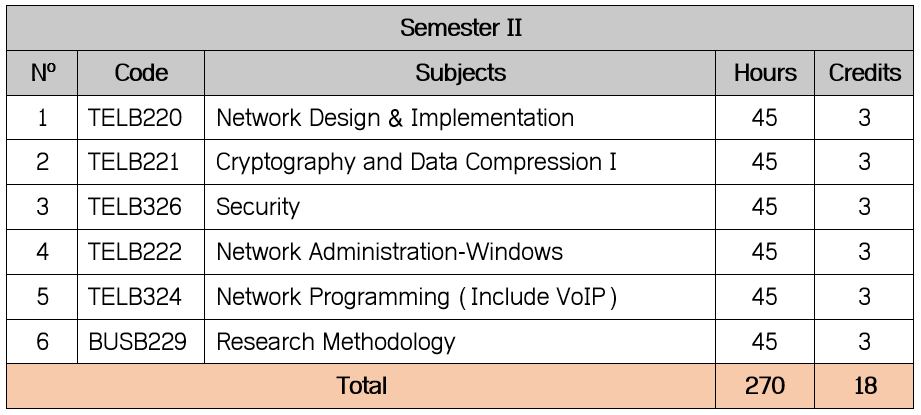 Semester II
Nº Code Subjects Hours Credits
1 TELB220 Network Design & Implementation 45 3
2 TELB221 Cryptography and Data Compression I 45 3
3 TELB326 Security 45 3
4 TELB222 Network Administration-Windows 45 3
5 TELB324 Network Programming (Include VoIP) 45 3
6 BUSB229 Research Methodology 45 3
Total 270 18